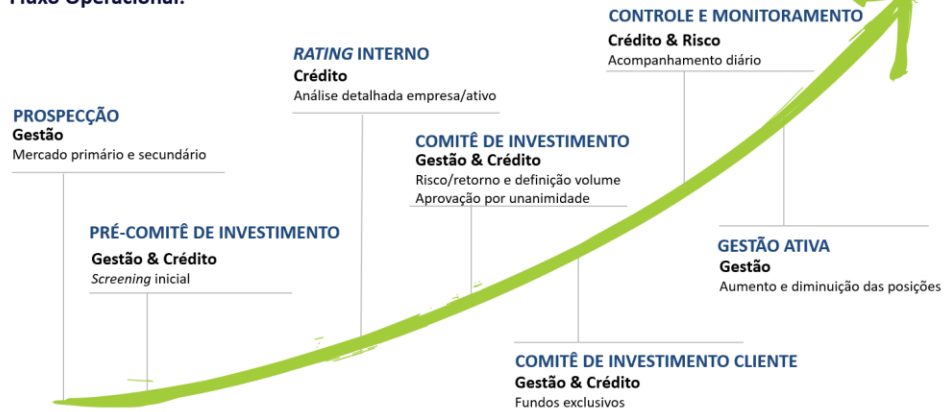 Fluxo Operacional:
PROSPECÇÃO
Gestão
Mercado primário e secundário
PRÉ-COMITÊ DE INVESTIMENTO
Gestão & Crédito
Screening inicial
RATING INTERNO
Crédito
Análise detalhada empresa/ativo
COMITÊ DE INVESTIMENTO
Gestão & Crédito
Risco/retorno e definição volume
Aprovação por unanimidade
COMITÊ DE INVESTIMENTO CLIENTE
Gestão & Crédito
Fundos exclusivos
CONTROLE E MONITORAMENTO
Crédito & Risco
Acompanhamento diário
GESTÃO ATIVA
Gestão
Aumento e diminuição das posições